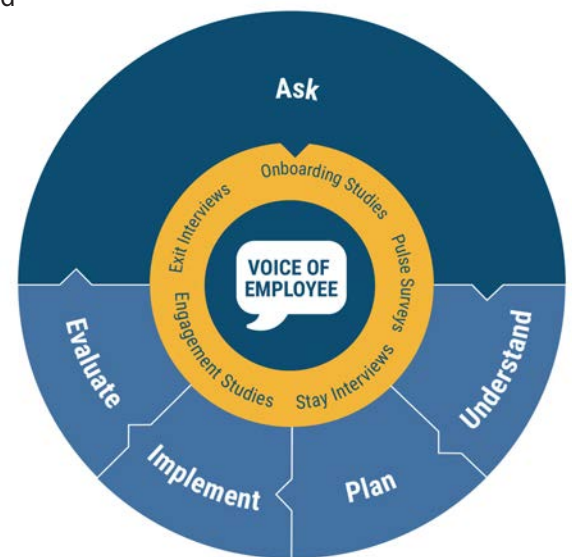 d
Ask
Onboarding Studies
Pulse Surveys
Stay Interviews
Engagement Studies
Exit Interviews
VOICE OF
EMPLOYEE
Understand
Plan
Implement
Evaluate